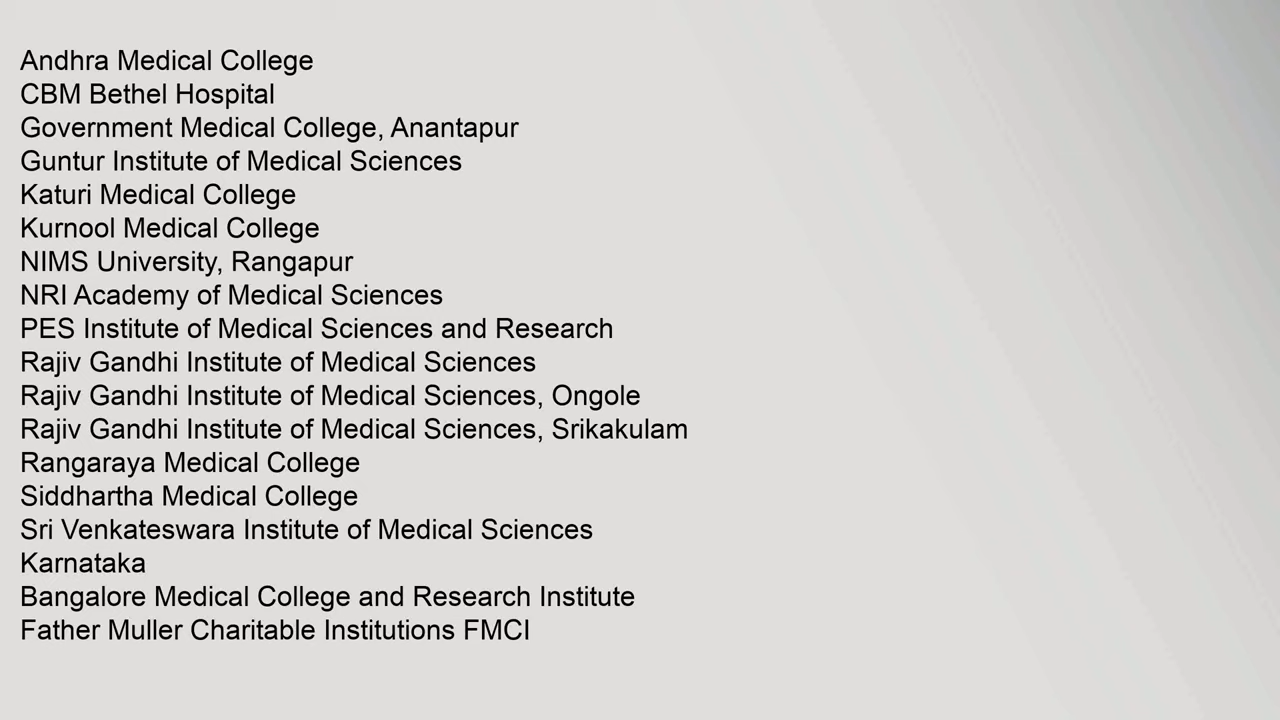 Andhra Medical College
CBM Bethel Hospital
Government Medical College, Anantapur
Guntur Institute of Medical Sciences
Katuri Medical College
Kurnool Medical College
NIMS University, Rangapur
NRI Academy of Medical Sciences
PES Institute of Medical Sciences and Research
Rajiv Gandhi Institute of Medical Sciences
Rajiv Gandhi Institute of Medical Sciences, Ongole
Rajiv Gandhi Institute of Medical Sciences, Srikakulam
Rangaraya Medical College
Siddhartha Medical College
Sri Venkateswara Institute of Medical Sciences
Karnataka
Bangalore Medical College and Research Institute
Father Muller Charitable Institutions FMCI